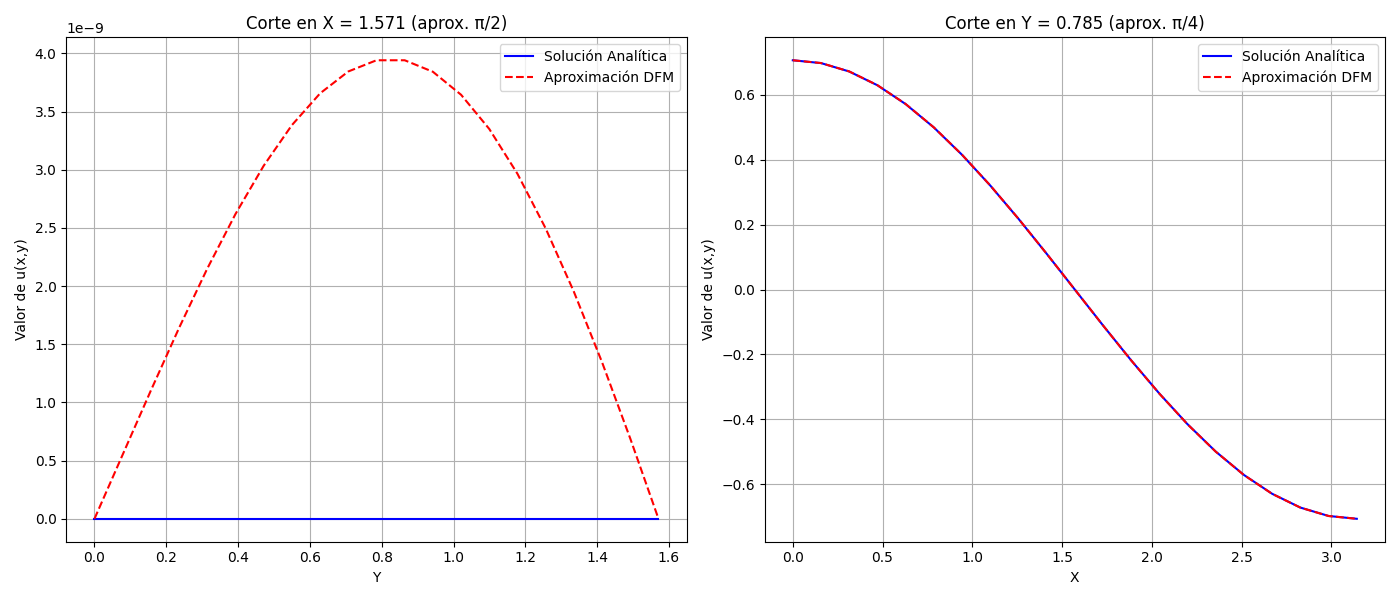 Corte en X = 1.571 (aprox. π/2)
1e−9
4.0
3.5
3.0
2.5
2.0
1.5
1.0
0.5
0.0
Valor de u(x,y)
0.0 0.2 0.4 0.6 0.8 1.0 1.2 1.4 1.6
Y
Solución Analítica
Aproximación DFM
Corte en Y = 0.785 (aprox. π/4)
0.6
0.4
0.2
0.0
−0.2
−0.4
−0.6
Valor de u(x,y)
0.0 0.5 1.0 1.5 2.0 2.5 3.0
X
Solución Analítica
Aproximación DFM